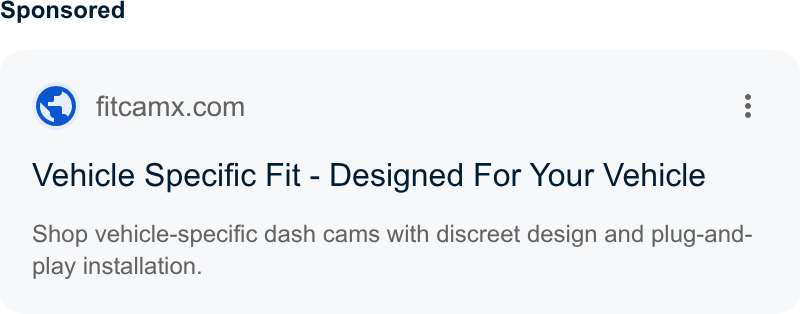 Sponsored
fitcamx.com
Vehicle Specific Fit - Designed For Your Vehicle
Shop vehicle-specific dash cams with discreet design and plug-and-
play installation.